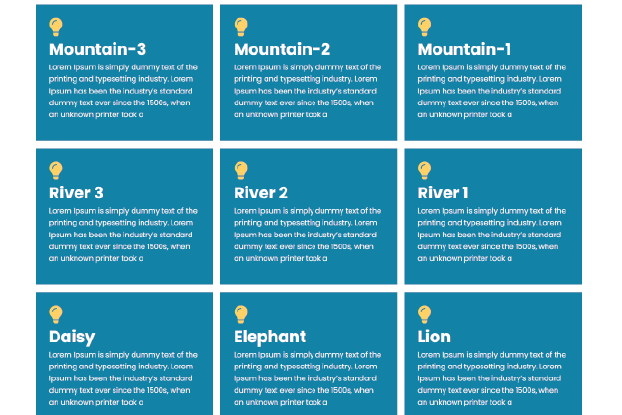 Mountain-3
Lorem Ipsum is simply dummy text of the
printing and typesetting industry. Lorem
Ipsum has been the industry's standard
dummy text ever since the 1500s, when
an unknown printer took a
Mountain-2
Lorem Ipsum is simply dummy text of the
printing and typesetting industry. Lorem
Ipsum has been the industry's standard
dummy text ever since the 1500s, when
an unknown printer took a
Mountain-1
Lorem Ipsum is simply dummy text of the
printing and typesetting industry. Lorem
Ipsum has been the industry's standard
dummy text ever since the 1500s, when
an unknown printer took a
River 3
Lorem Ipsum is simply dummy text of the
printing and typesetting industry. Lorem
Ipsum has been the industry's standard
dummy text ever since the 1500s, when
an unknown printer took a
River 2
Lorem Ipsum is simply dummy text of the
printing and typesetting industry. Lorem
Ipsum has been the industry's standard
dummy text ever since the 1500s, when
an unknown printer took a
River 1
Lorem Ipsum is simply dummy text of the
printing and typesetting industry. Lorem
Ipsum has been the industry's standard
dummy text ever since the 1500s, when
an unknown printer took a
Daisy
Lorem Ipsum is simply dummy text of the
printing and typesetting industry. Lorem
Ipsum has been the industry's standard
dummy text ever since the 1500s, when
an unknown printer took a
Elephant
Lorem Ipsum is simply dummy text of the
printing and typesetting industry. Lorem
Ipsum has been the industry's standard
dummy text ever since the 1500s, when
an unknown printer took a
Lion
Lorem Ipsum is simply dummy text of the
printing and typesetting industry. Lorem
Ipsum has been the industry's standard
dummy text ever since the 1500s, when
an unknown printer took a